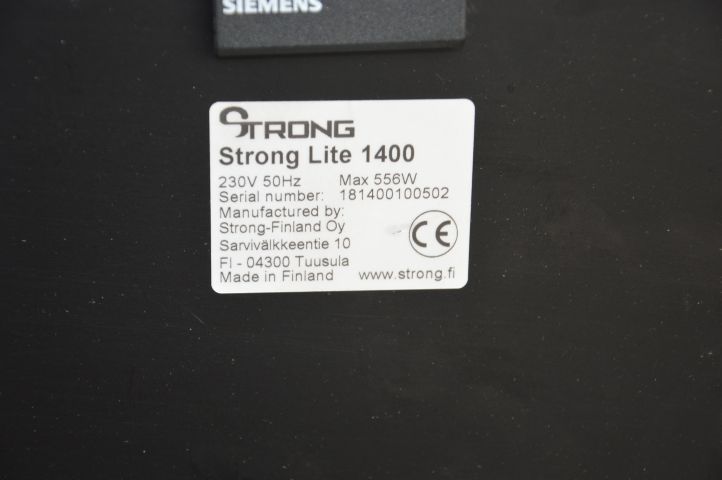 SIEMENS
STRONG
Strong Lite 1400
230V 50Hz Max 556W
Serial number: 181400100502
Manufactured by:
Strong-Finland Oy
Sarvivälkkeentie 10
FI - 04300 Tuusula
Made in Finland www.strong.fi
CE